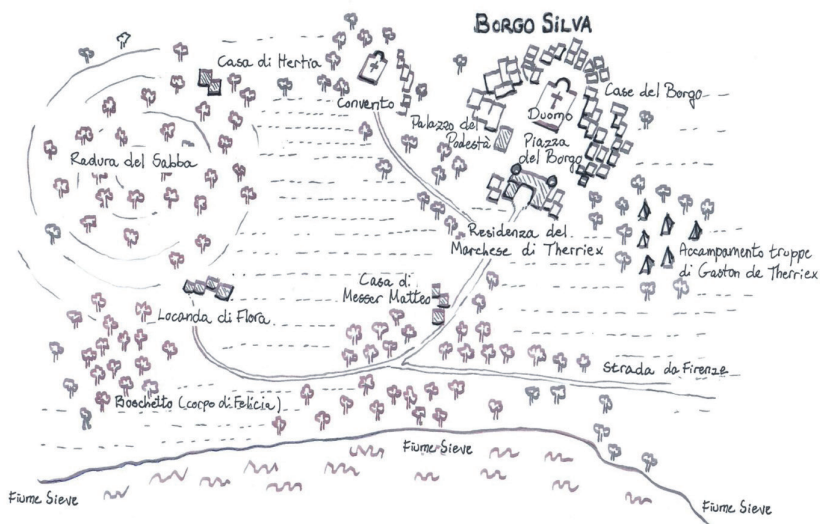 BORGO SILVA
Casa di Hertia
Convento
Case del Borgo
Duomo
Palazzo del
Podestà
Piazza
del Borgo
Radura del Sabba
Residenza del
Marchese di Therriex
Accampamento truppe
di Gaston de Therriex
Casa di
Messer Matteo
Locanda di Flora
Strada da Firenze
Boschetto (corpo di Felicia)
Fiume Sieve
Fiume Sieve
Fiume Sieve